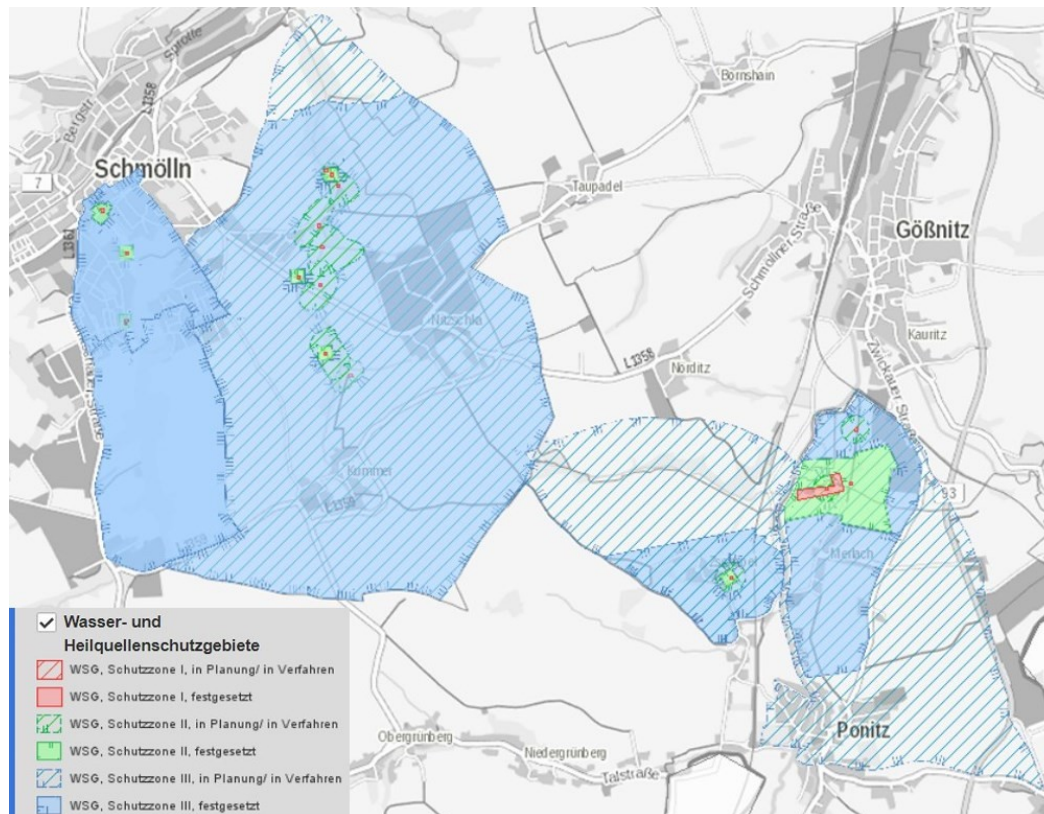 Sprotte
Bergstr
L1358
Bornshain
Schmölln
7
Taupadel
Schmöllner-Straße
Gößnitz
L1361
Nitzschka
Kauritz
L1358
Nörditz
Zwickauer-Straße
Kummer
L1358
93
Merlach
Ponitz
Obergrünberg
Niedergrünberg
Talstraße
Wasser- und
Heilquellenschutzgebiete
WSG, Schutzzone I, in Planung/ in Verfahren
WSG, Schutzzone I, festgesetzt
WSG, Schutzzone II, in Planung/ in Verfahren
WSG, Schutzzone II, festgesetzt
WSG, Schutzzone III, in Planung/ in Verfahren
WSG, Schutzzone III, festgesetzt